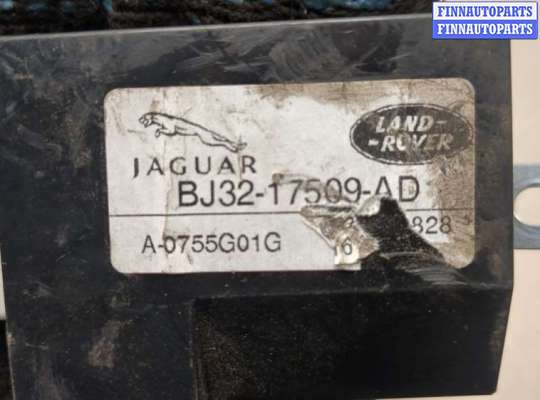 FINNAUTOPARTS
FINNAUTOPARTS
JAGUAR
LAND-
-ROVER
BJ32-17509-AD
A-0755G01G
828